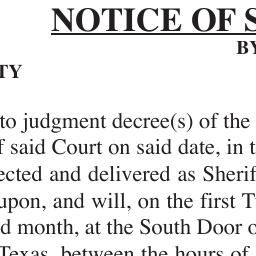 NOTICE OF S
BY
TY
to judgment decree(s) of the
f said Court on said date, in t
ected and delivered as Sherif
upon, and will, on the first T
d month, at the South Door o
Texas, between the hours of